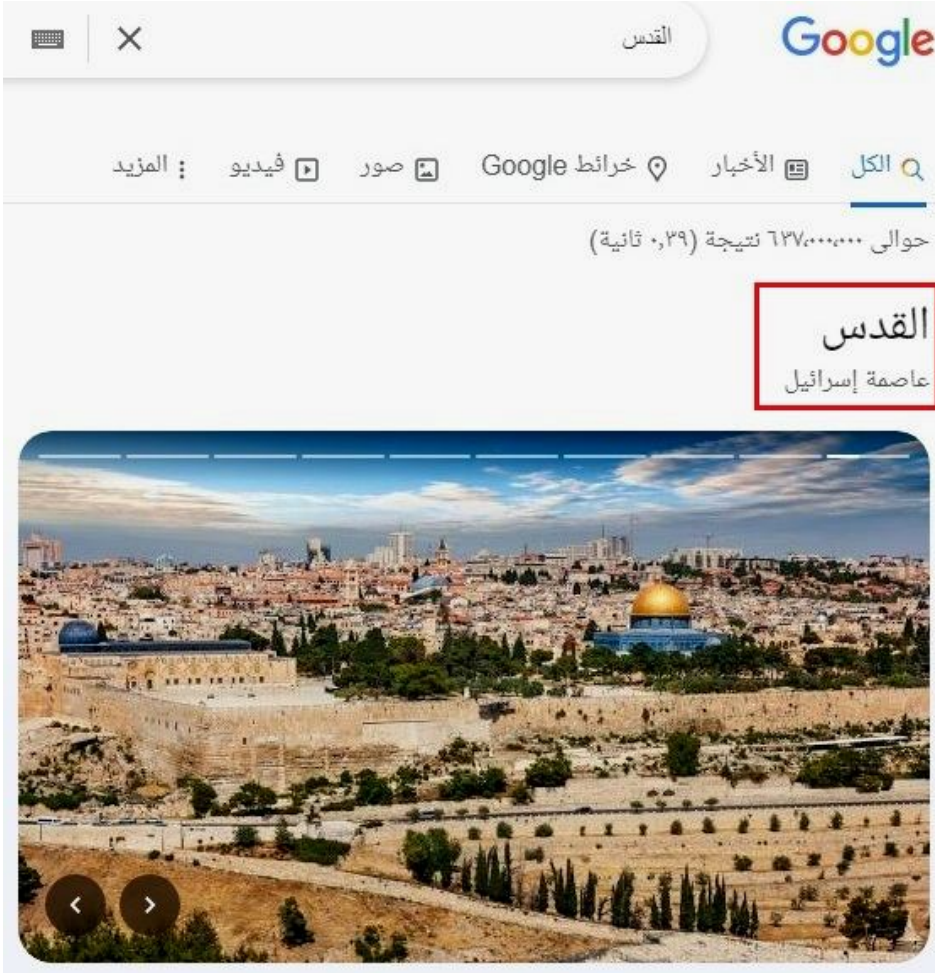 Google
القدس
الكل الأخبار خرائط Google صور فيديو المزيد
حوالى ٦٣٧,٠٠٠,٠٠٠ نتيجة (٠,٣٩ ثانية)
القدس
عاصمة إسرائيل